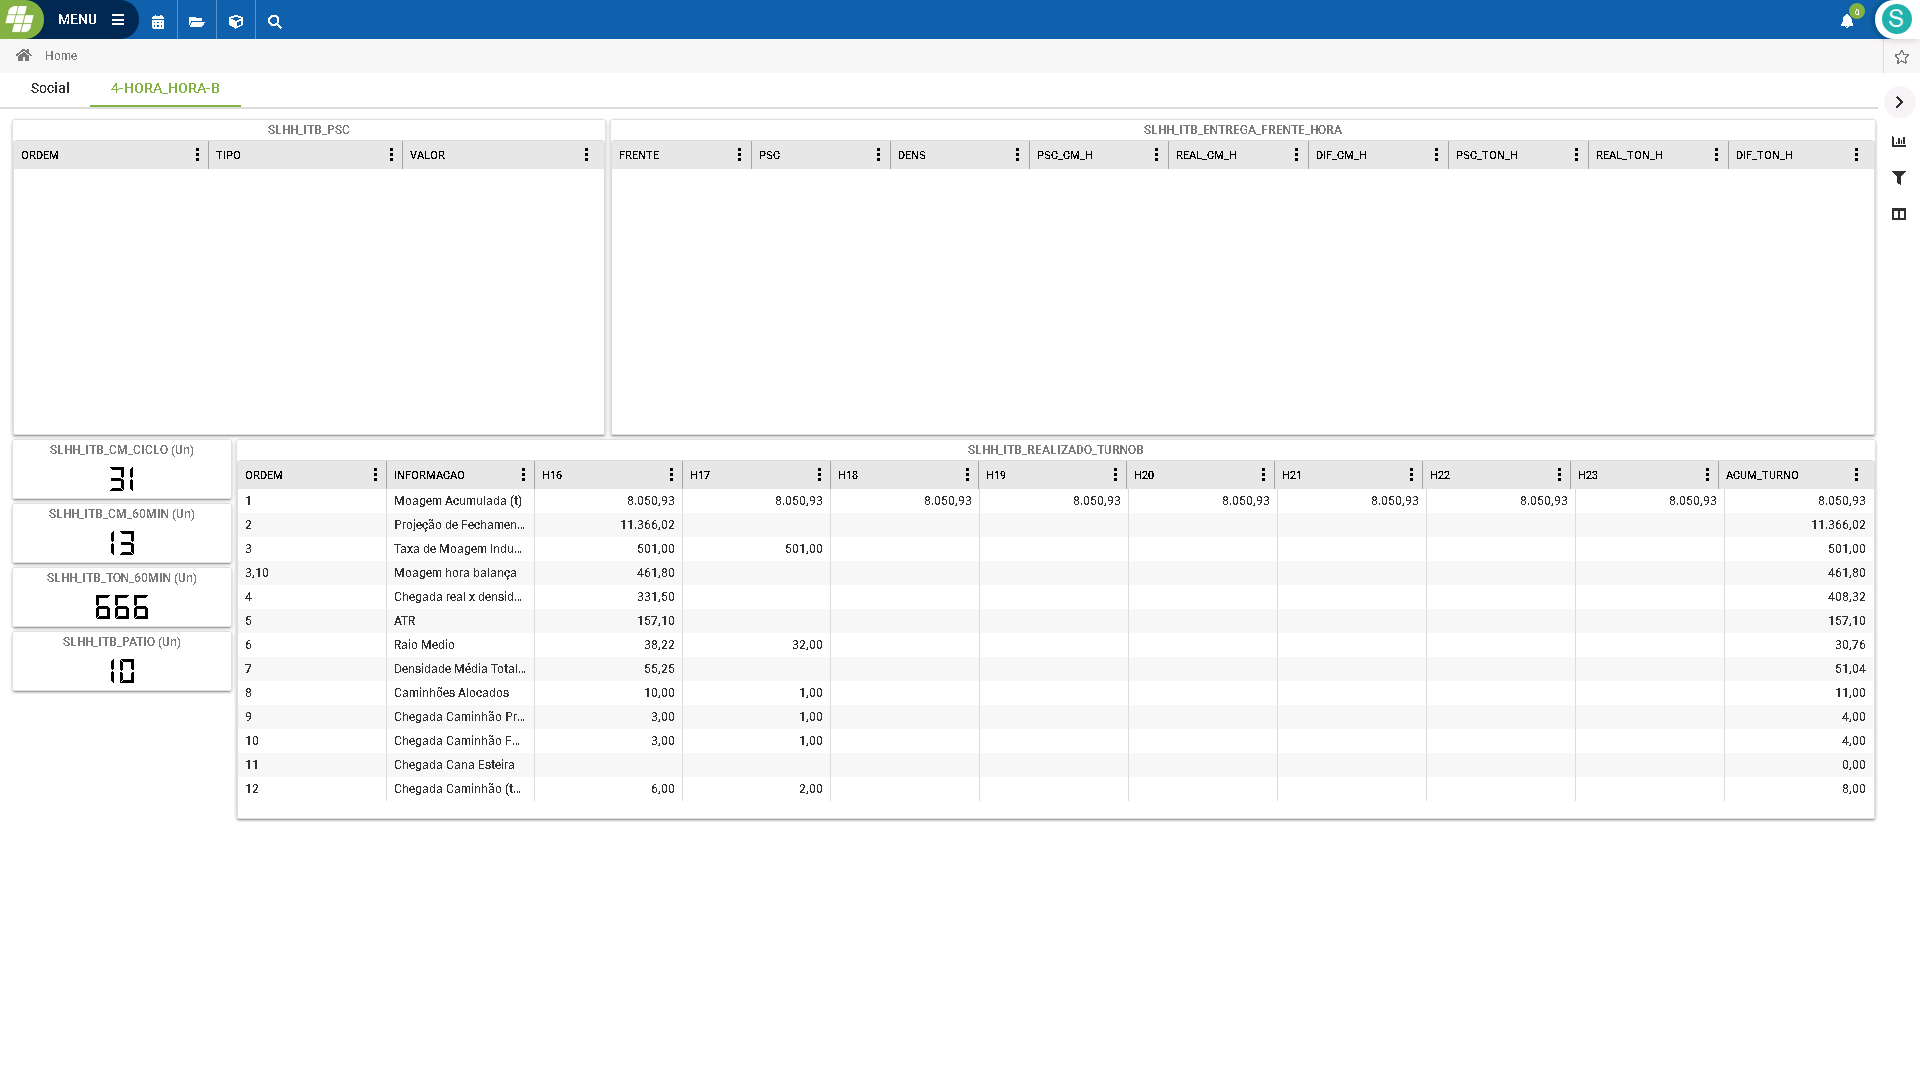 MENU
0
S
Home
Social 4-HORA_HORA-B
SLHH_ITB_PSC
ORDEM TIPO VALOR
SLHH_ITB_ENTREGA_FRENTE_HORA
FRENTE PSC DENS PSC_CM_H REAL_CM_H DIF_CM_H PSC_TON_H REAL_TON_H DIF_TON_H
SLHH_ITB_CM_CICLO (Un)
31
SLHH_ITB_CM_60MIN (Un)
13
SLHH_ITB_TON_60MIN (Un)
666
SLHH_ITB_PATIO (Un)
10
SLHH_ITB_REALIZADO_TURNOB
ORDEM INFORMACAO H16 H17 H18 H19 H20 H21 H22 H23 ACUM_TURNO
1 Moagem Acumulada (t) 8.050,93 8.050,93 8.050,93 8.050,93 8.050,93 8.050,93 8.050,93 8.050,93 8.050,93
2 Projeção de Fechamen... 11.366,02 11.366,02
3 Taxa de Moagem Indu... 501,00 501,00 501,00
3,10 Moagem hora balança 461,80 461,80
4 Chegada real x densid... 331,50 408,32
5 ATR 157,10 157,10
6 Raio Medio 38,22 32,00 30,76
7 Densidade Média Total... 55,25 51,04
8 Caminhões Alocados 10,00 1,00 11,00
9 Chegada Caminhão Pr... 3,00 1,00 4,00
10 Chegada Caminhão F... 3,00 1,00 4,00
11 Chegada Cana Esteira 0,00
12 Chegada Caminhão (t... 6,00 2,00 8,00